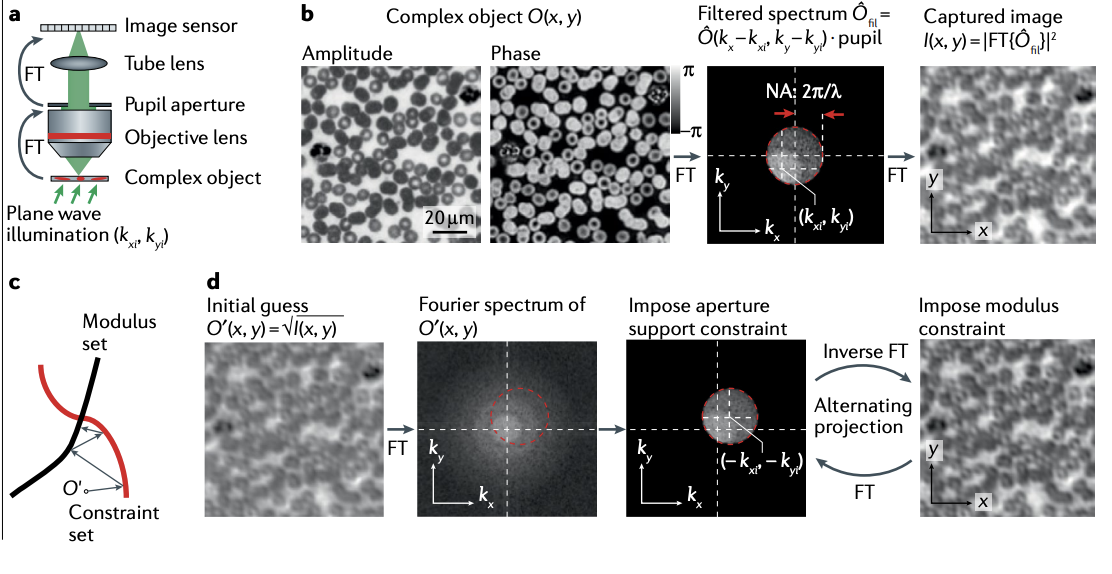 a
Image sensor
Tube lens
FT
Pupil aperture
Objective lens
FT
Complex object
Plane wave
illumination (kxi, kyi)
b
Complex object O(x, y)
Amplitude
Phase
20 μm
π
−π
FT
Filtered spectrum Ôfil =
Ô(kx−kxi, ky−kyi)·pupil
NA· 2π/λ
ky
kx
(kxi, kyi)
FT
Captured image
I(x, y)=|FT{Ôfil}|²
y
x
c
Modulus
set
O'
Constraint
set
d
Initial guess
O′(x, y)=√I(x, y)
FT
Fourier spectrum of
O′(x, y)
ky
kx
Impose aperture
support constraint
ky
kx
(−kxi, −kyi)
Inverse FT
Alternating
projection
FT
Impose modulus
constraint
y
x